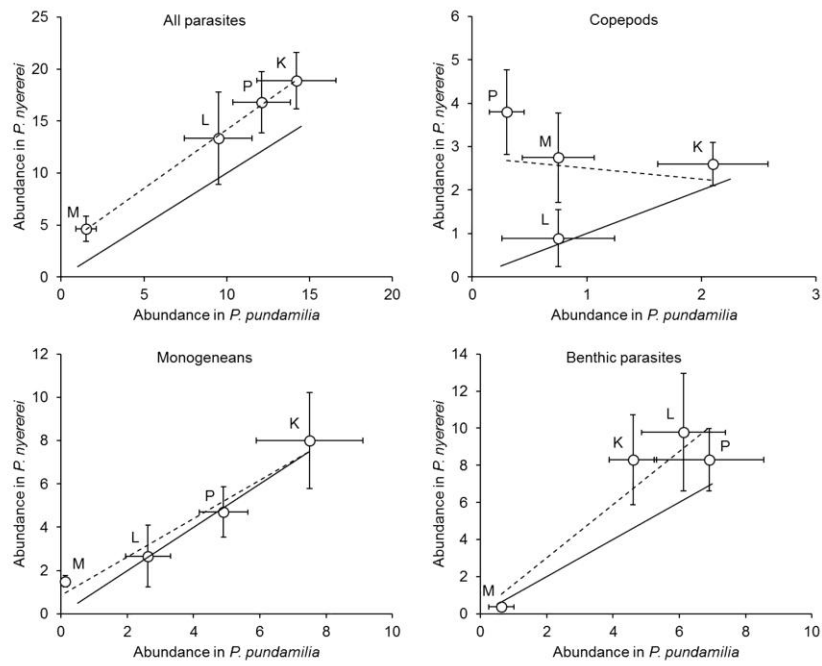 All parasites
Abundance in P. nyererei
25
20
15
10
5
0
M
L
P
K
0
5
10
15
20
Abundance in P. pundamilia
Copepods
Abundance in P. nyererei
6
5
4
3
2
1
0
P
M
K
L
0
1
2
3
Abundance in P. pundamilia
Monogeneans
Abundance in P. nyererei
12
10
8
6
4
2
0
K
P
L
M
0
2
4
6
8
10
Abundance in P. pundamilia
Benthic parasites
Abundance in P. nyererei
14
12
10
8
6
4
2
0
L
K
P
M
0
2
4
6
8
10
Abundance in P. pundamilia